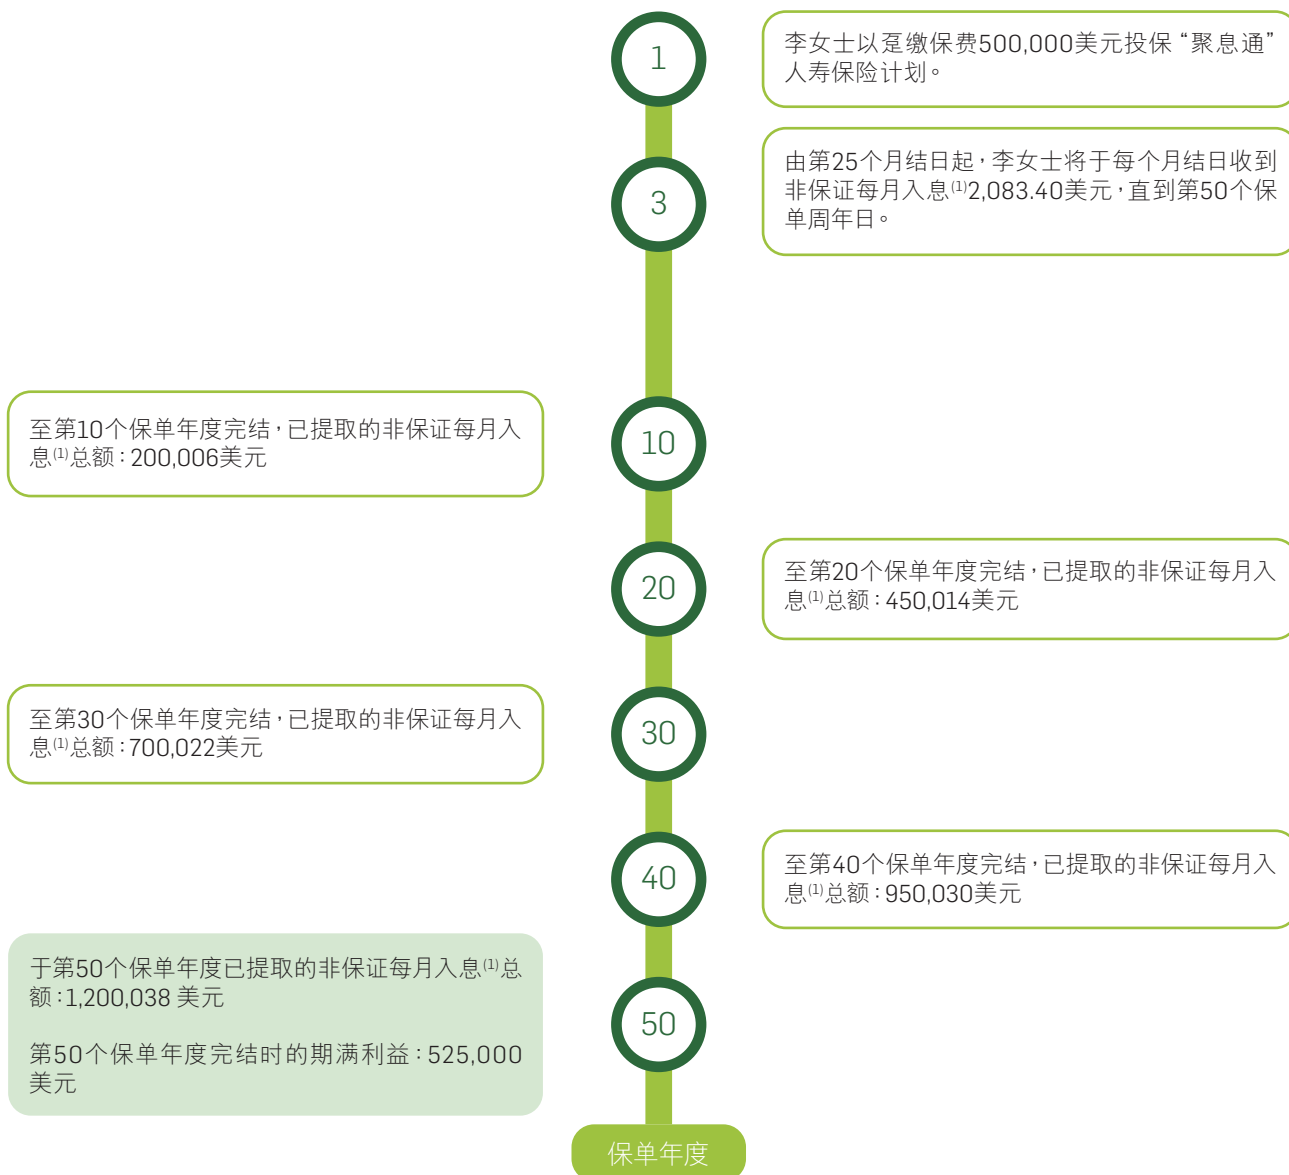 1
李女士以趸缴保费500,000美元投保“聚息通”
人寿保险计划。
3
由第25个月结日起，李女士将于每个月结日收到
非保证每月入息(1)2,083.40美元，直到第50个保
单周年日。
10
至第10个保单年度完结，已提取的非保证每月入
息(1)总额：200,006美元
20
至第20个保单年度完结，已提取的非保证每月入
息(1)总额：450,014美元
30
至第30个保单年度完结，已提取的非保证每月入
息(1)总额：700,022美元
40
至第40个保单年度完结，已提取的非保证每月入
息(1)总额：950,030美元
50
于第50个保单年度已提取的非保证每月入息(1)总
额：1,200,038 美元
第50个保单年度完结时的期满利益：525,000
美元
保单年度